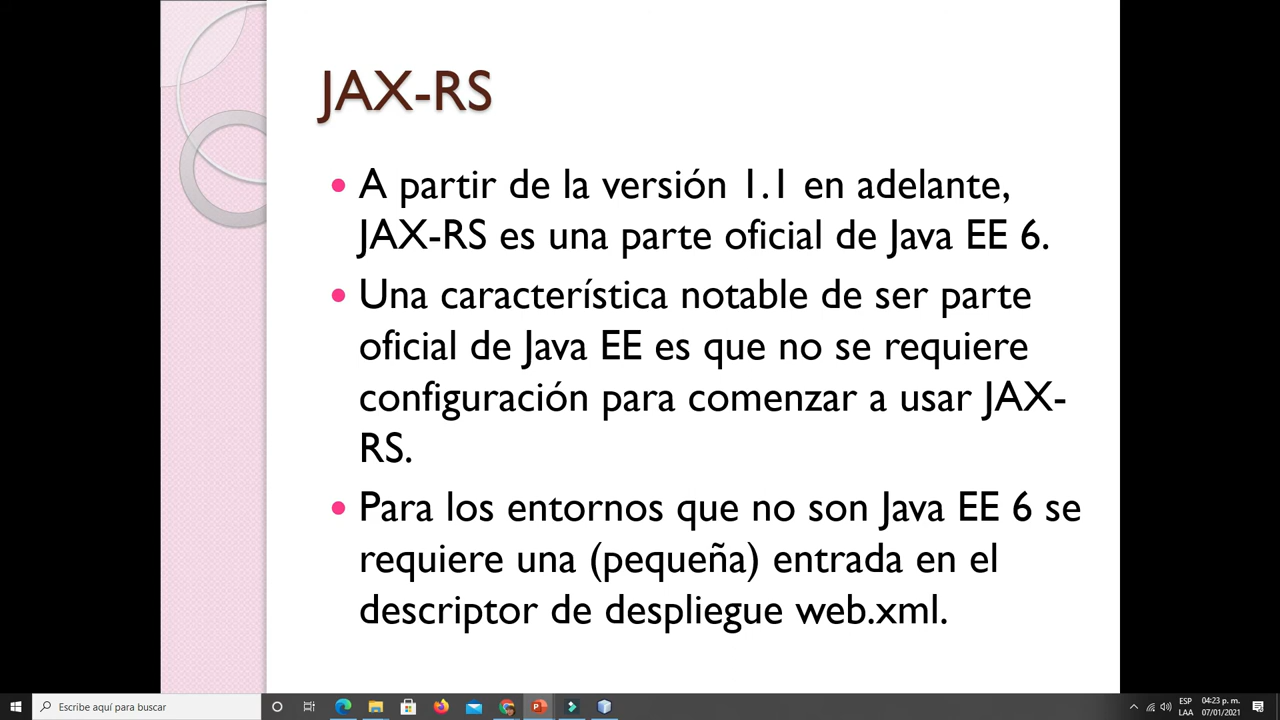 JAX-RS
• A partir de la versión 1.1 en adelante,
JAX-RS es una parte oficial de Java EE 6.
• Una característica notable de ser parte
oficial de Java EE es que no se requiere
configuración para comenzar a usar JAX-
RS.
• Para los entornos que no son Java EE 6 se
requiere una (pequeña) entrada en el
descriptor de despliegue web.xml.
Escribe aquí para buscar
ESP
LAA
04:23 p. m.
07/01/2021